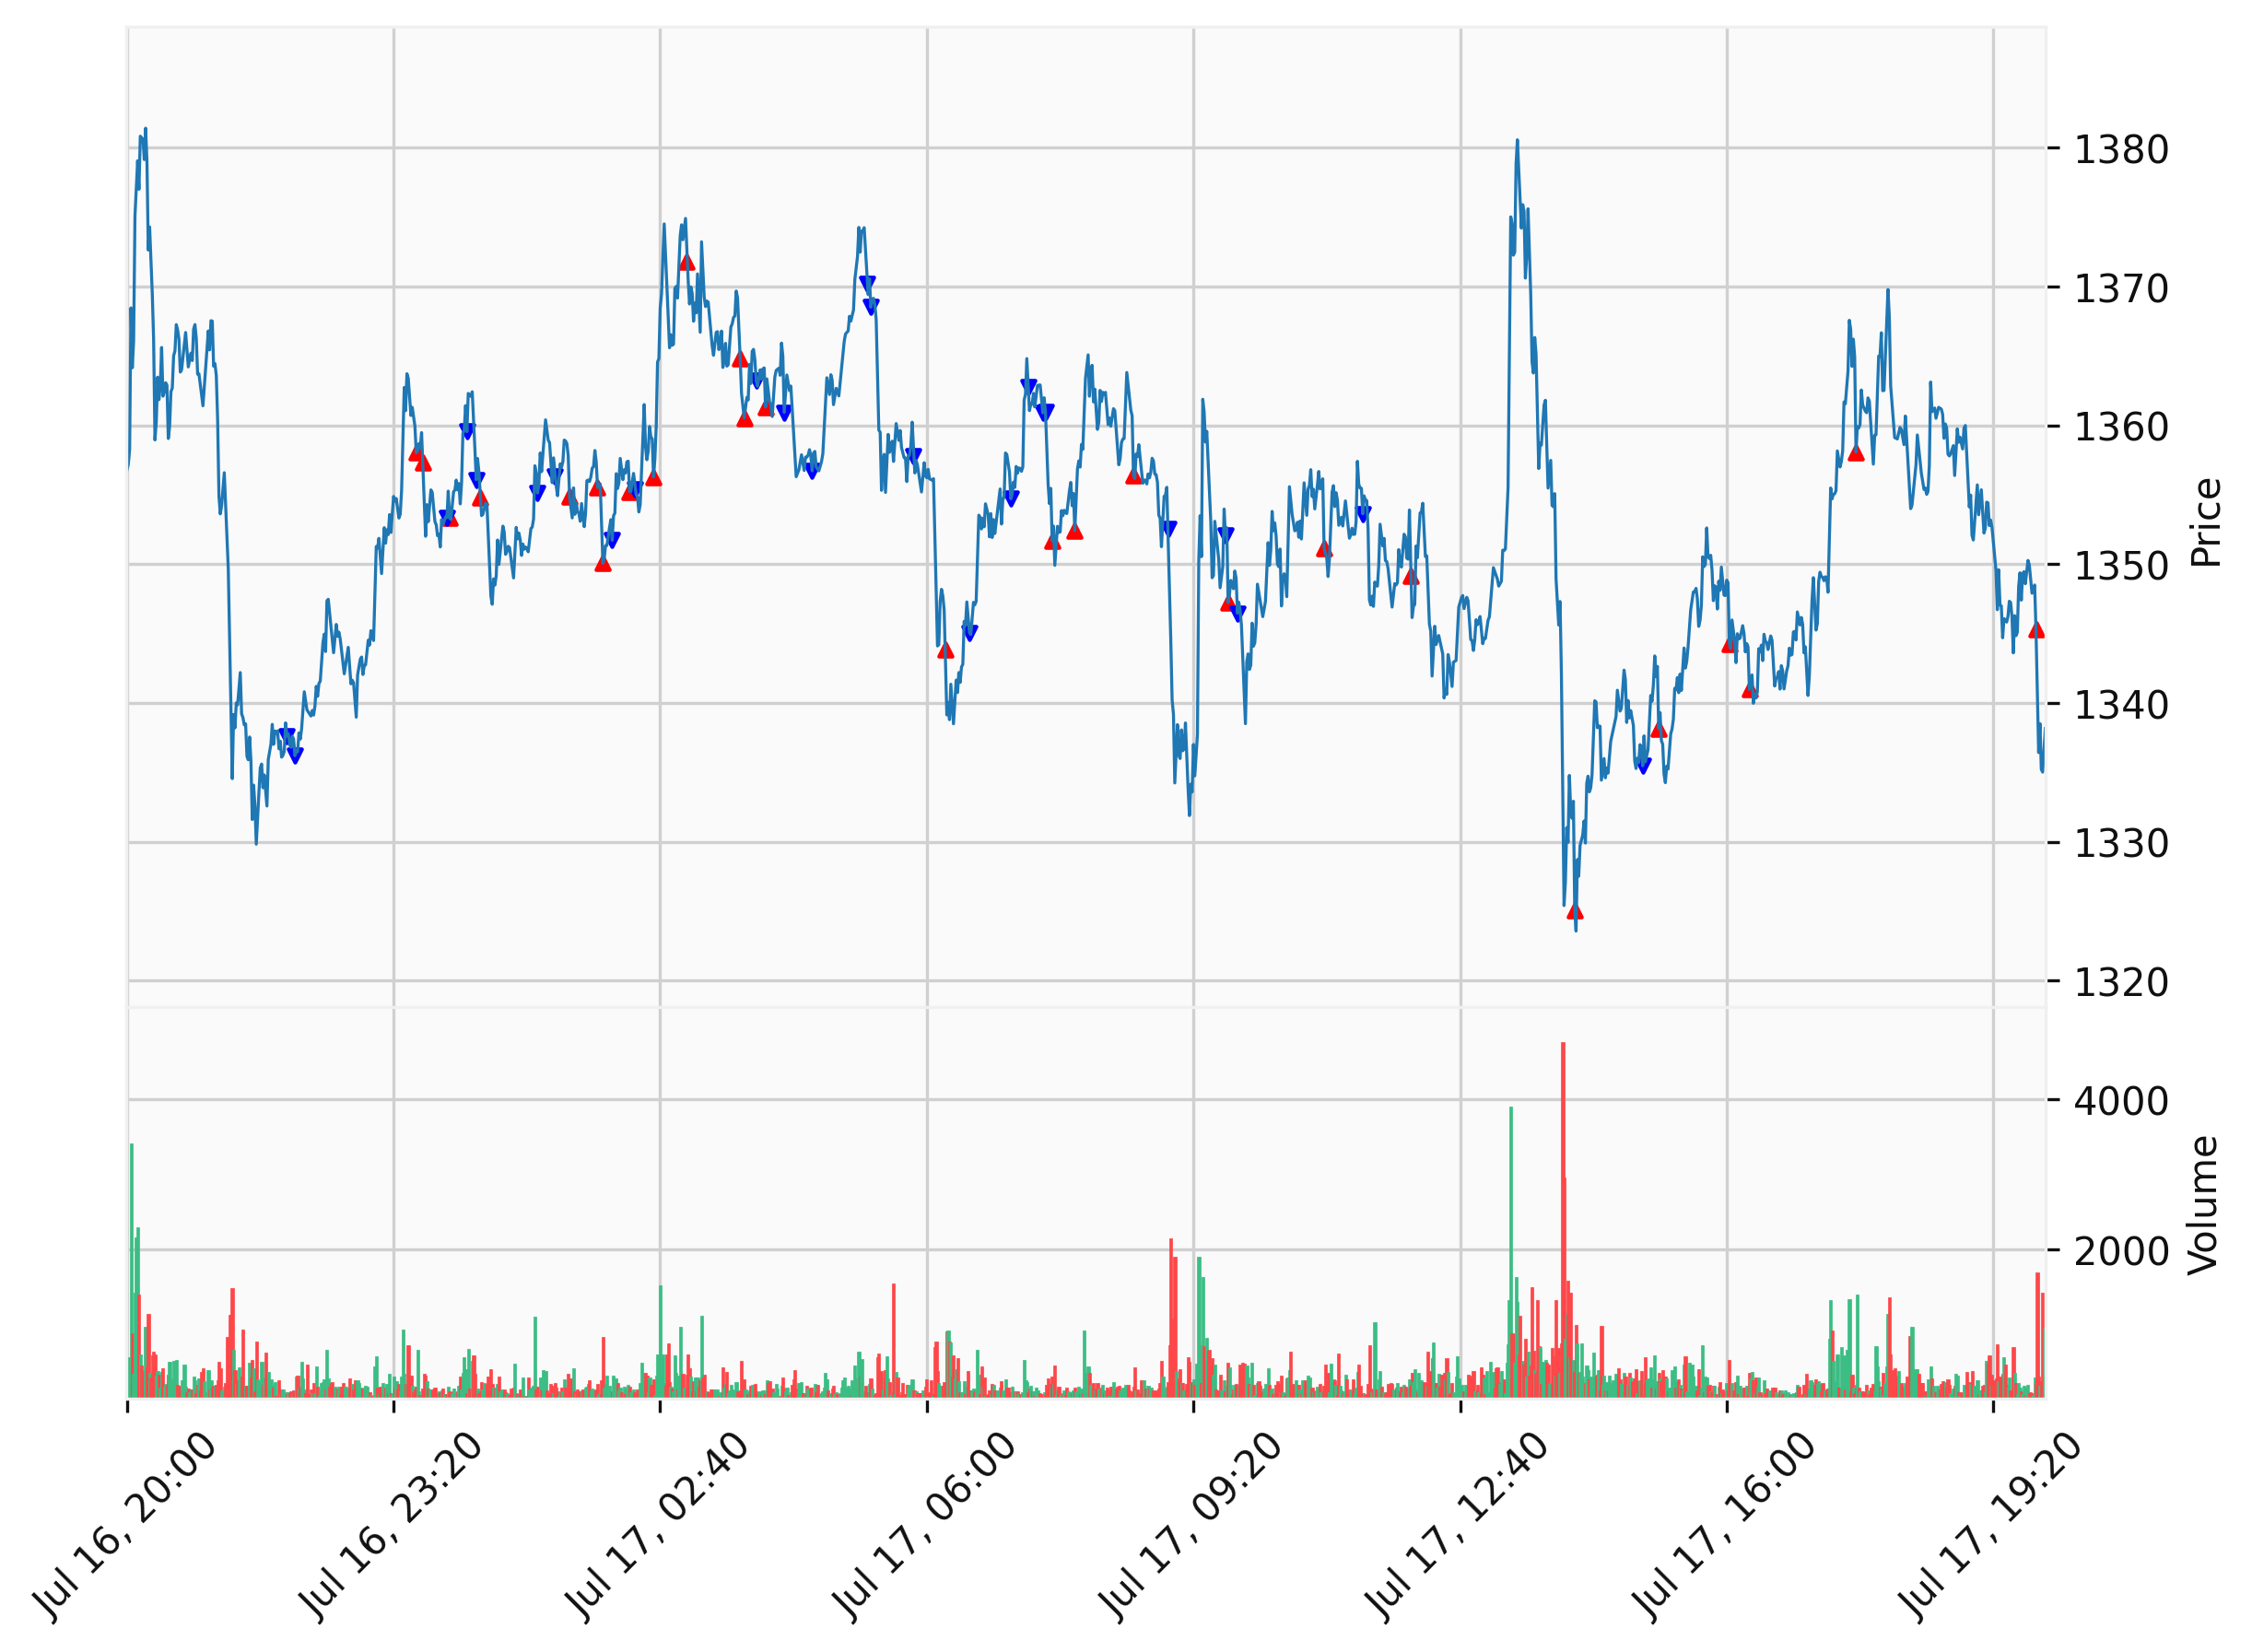 1380
1370
1360
1350
1340
1330
1320
Price
4000
2000
Volume
Jul 16, 20:00
Jul 16, 23:20
Jul 17, 02:40
Jul 17, 06:00
Jul 17, 09:20
Jul 17, 12:40
Jul 17, 16:00
Jul 17, 19:20